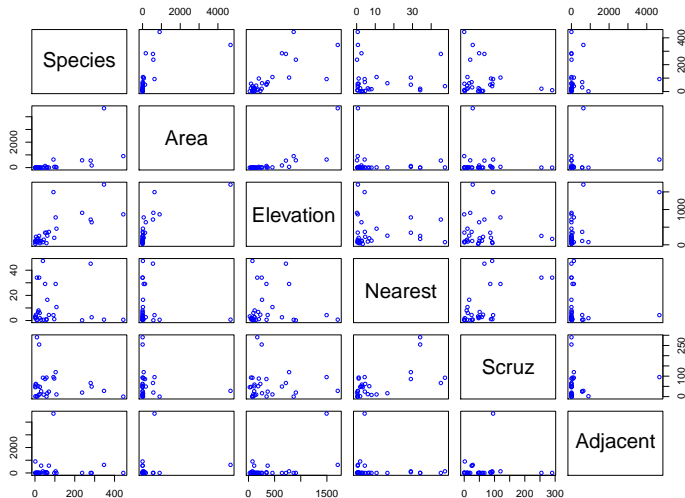 0 2000 4000
0 10 30
0 2000 4000
Species
0 200 400
0 2000
Area
Elevation
0 500 1500
0 20 40
Nearest
Scruz
0 50 150 250
0 2000
Adjacent
0 200 400
0 500 1500
0 100 200 300